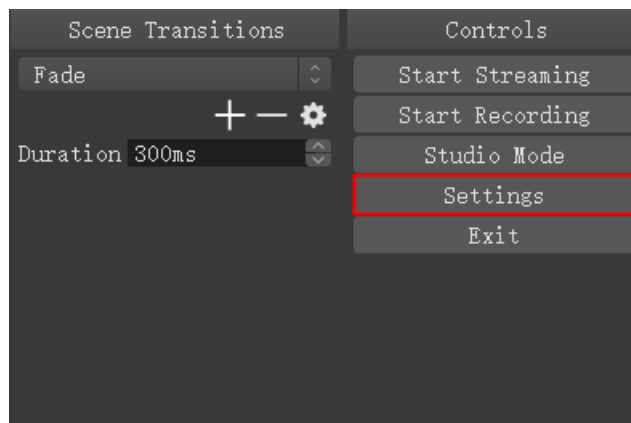 Scene Transitions
Fade
Duration 300ms
Controls
Start Streaming
Start Recording
Studio Mode
Settings
Exit